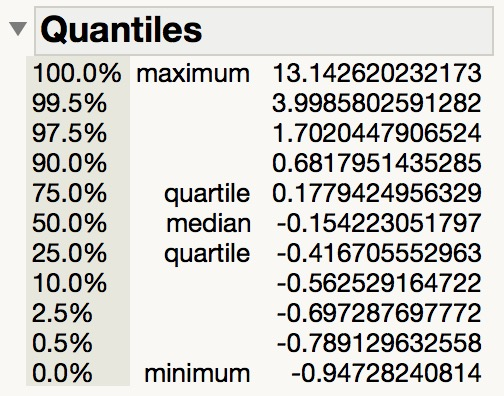 Quantiles
100.0% maximum 13.142620232173
99.5% 3.9985802591282
97.5% 1.7020447906524
90.0% 0.6817951435285
75.0% quartile 0.1779424956329
50.0% median -0.154223051797
25.0% quartile -0.416705552963
10.0% -0.562529164722
2.5% -0.697287697772
0.5% -0.789129632558
0.0% minimum -0.94728240814